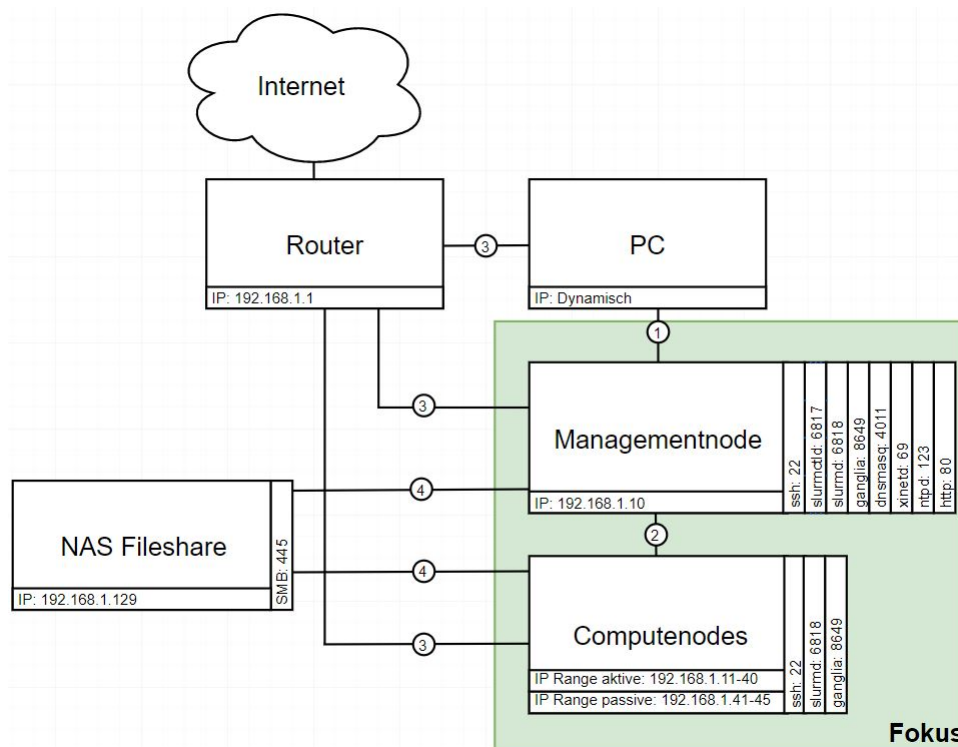 Internet
Router
IP: 192.168.1.1
3
PC
IP: Dynamisch
1
3
Managementnode
IP: 192.168.1.10
ssh: 22
slurmctld: 6817
slurmd: 6818
ganglia: 8649
dnsmasq: 4011
xinetd: 69
ntpd: 123
http: 80
4
NAS Fileshare
IP: 192.168.1.129
SMB: 445
2
4
3
Computenodes
IP Range aktive: 192.168.1.11-40
IP Range passive: 192.168.1.41-45
ssh: 22
slurmd: 6818
ganglia: 8649
Fokus